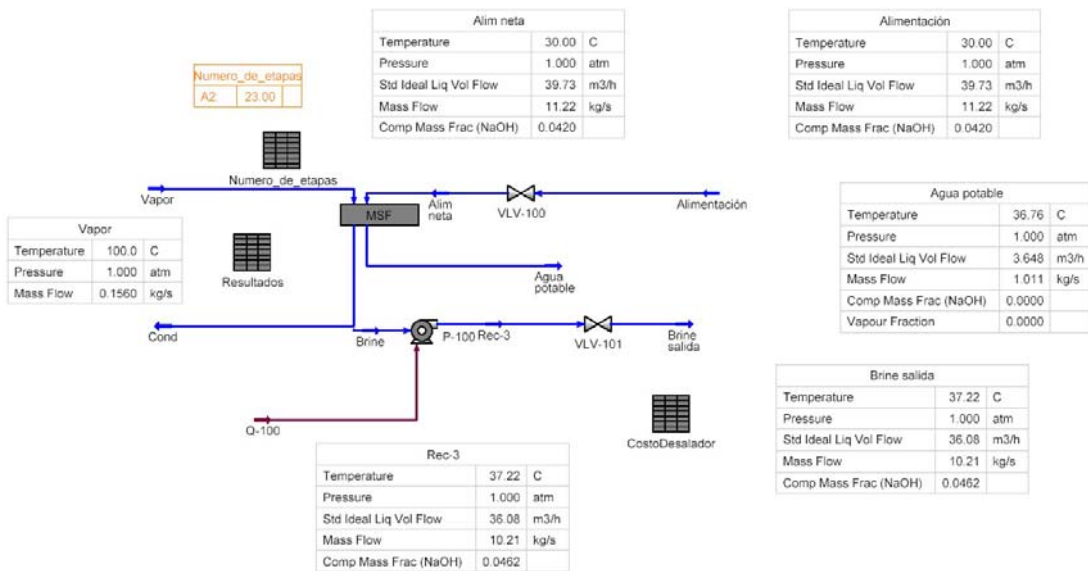 Alim neta
Temperature 30.00 C
Pressure 1.000 atm
Std Ideal Liq Vol Flow 39.73 m3/h
Mass Flow 11.22 kg/s
Comp Mass Frac (NaOH) 0.0420
Alimentación
Temperature 30.00 C
Pressure 1.000 atm
Std Ideal Liq Vol Flow 39.73 m3/h
Mass Flow 11.22 kg/s
Comp Mass Frac (NaOH) 0.0420
Numero_de_etapas
A2 23.00
Numero_de_etapas
Vapor
Alim neta
VLV-100
Alimentación
MSF
Vapor
Temperature 100.0 C
Pressure 1.000 atm
Mass Flow 0.1560 kg/s
Resultados
Agua potable
Agua potable
Temperature 36.76 C
Pressure 1.000 atm
Std Ideal Liq Vol Flow 3.648 m3/h
Mass Flow 1.011 kg/s
Comp Mass Frac (NaOH) 0.0000
Vapour Fraction 0.0000
Cond
Brine
P-100
Rec-3
VLV-101
Brine salida
Q-100
CostoDesalador
Brine salida
Temperature 37.22 C
Pressure 1.000 atm
Std Ideal Liq Vol Flow 36.08 m3/h
Mass Flow 10.21 kg/s
Comp Mass Frac (NaOH) 0.0462
Rec-3
Temperature 37.22 C
Pressure 1.000 atm
Std Ideal Liq Vol Flow 36.08 m3/h
Mass Flow 10.21 kg/s
Comp Mass Frac (NaOH) 0.0462